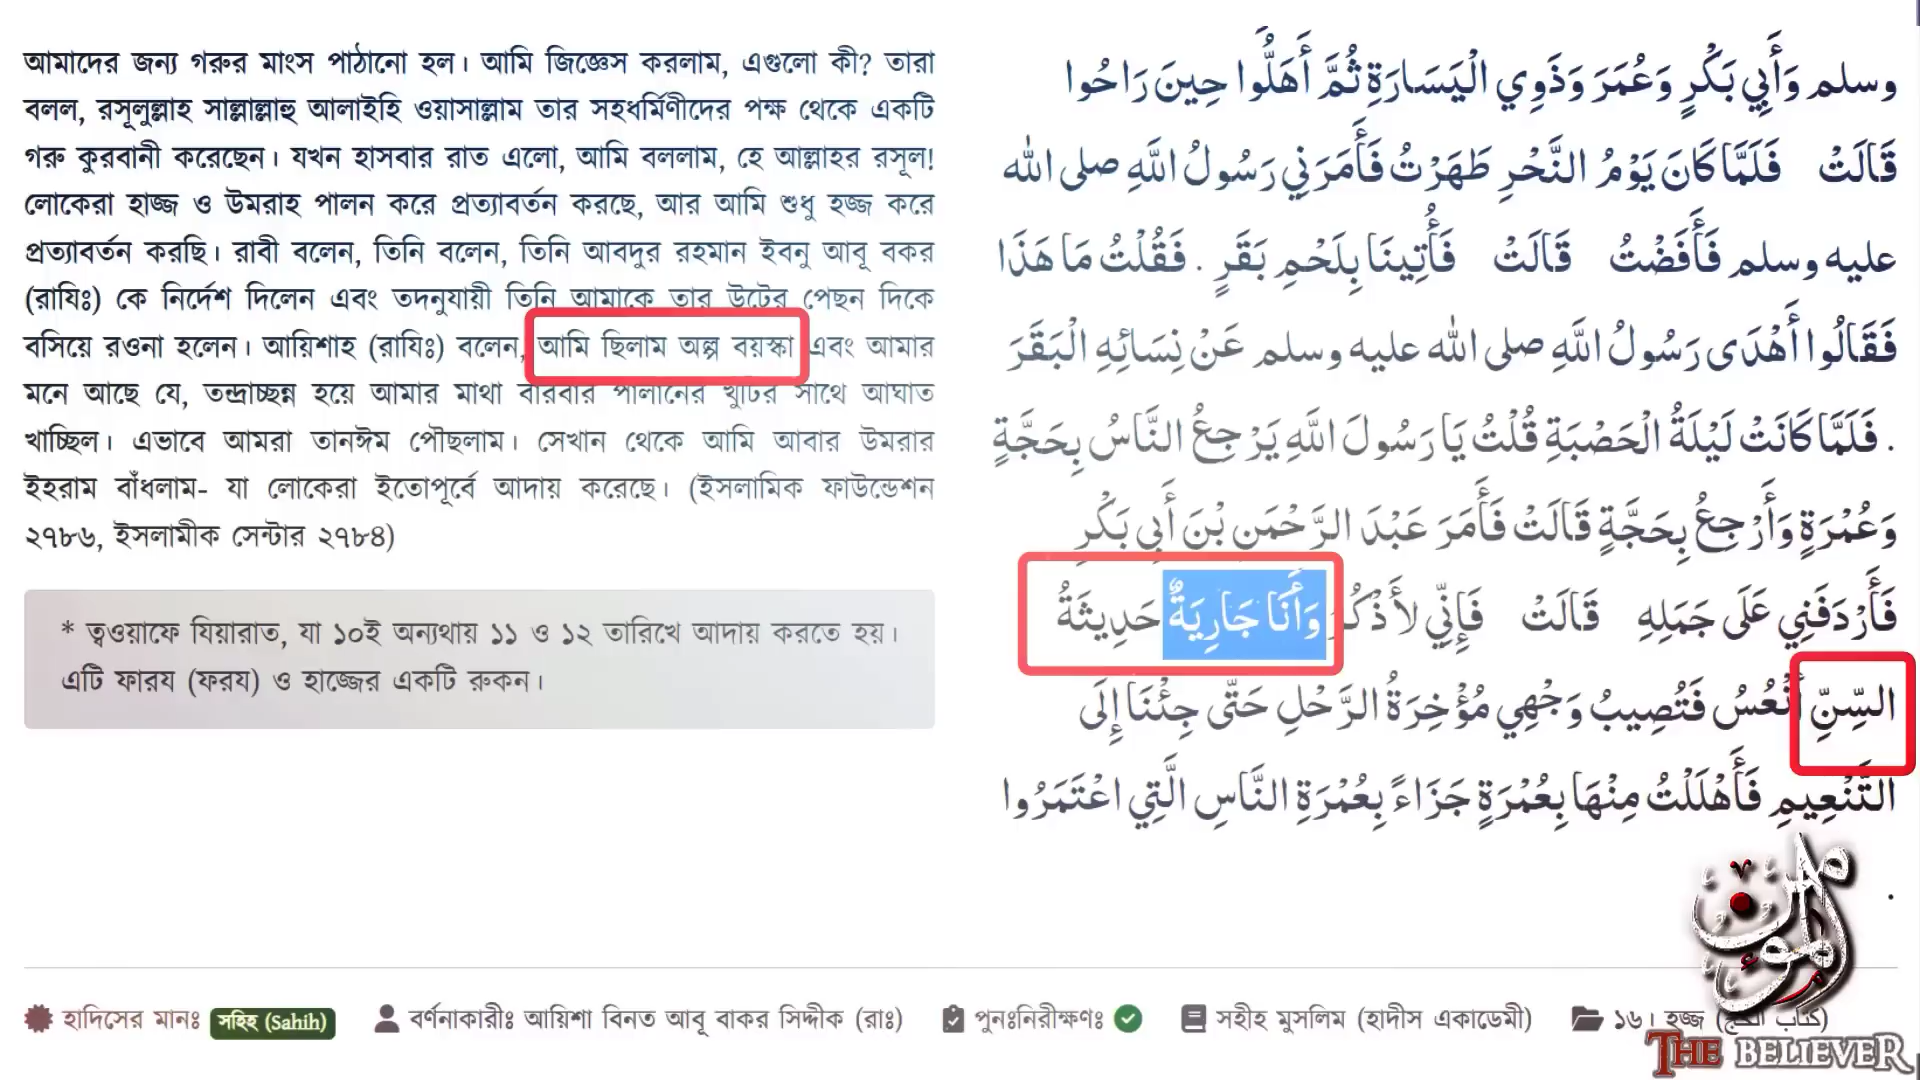 আমাদের জন্য গরুর মাংস পাঠানো হল। আমি জিজ্ঞেস করলাম, এগুলো কী? তারা
বলল, রসূলুল্লাহ সাল্লাল্লাহু আলাইহি ওয়াসাল্লাম তার সহধর্মিণীদের পক্ষ থেকে একটি
গরু কুরবানী করেছেন। যখন হাসবার রাত এলো, আমি বললাম, হে আল্লাহর রসূল!
লোকেরা হাজ্জ ও উমরাহ পালন করে প্রত্যাবর্তন করছে, আর আমি শুধু হজ্জ করে
প্রত্যাবর্তন করছি। রাবী বলেন, তিনি বলেন, তিনি আবদুর রহমান ইবনু আবূ বকর
(রাযিঃ) কে নির্দেশ দিলেন এবং তদনুযায়ী তিনি আমাকে তার উটের পেছন দিকে
বসিয়ে রওনা হলেন। আয়িশাহ (রাযিঃ) বলেন, আমি ছিলাম অল্প বয়স্কা এবং আমার
মনে আছে যে, তন্দ্রাচ্ছন্ন হয়ে আমার মাথা বারবার পালানের খুটির সাথে আঘাত
খাচ্ছিল। এভাবে আমরা তানঈম পৌছলাম। সেখান থেকে আমি আবার উমরার
ইহরাম বাঁধলাম- যা লোকেরা ইতোপূর্বে আদায় করেছে। (ইসলামিক ফাউন্ডেশন
২৭৮৬, ইসলামীক সেন্টার ২৭৮৪)
* ত্বওয়াফে যিয়ারাত, যা ১০ই অন্যথায় ১১ ও ১২ তারিখে আদায় করতে হয়।
এটি ফারয (ফরয) ও হাজ্জের একটি রুকন।
وسلم وَأَبِي بَكْرٍ وَعُمَرَ وَذَوِي الْيَسَارَةِ ثُمَّ أَهَلُّوا حِينَ رَاحُوا
قَالَتْ فَلَمَّا كَانَ يَوْمُ النَّحْرِ طَهَرْتُ فَأَمَرَنِي رَسُولُ اللَّهِ صلى الله
عليه وسلم فَأَفَضْتُ قَالَتْ فَأُتِينَا بِلَحْمِ بَقَرٍ . فَقُلْتُ مَا هَذَا
فَقَالُوا أَهْدَى رَسُولُ اللَّهِ صلى الله عليه وسلم عَنْ نِسَائِهِ الْبَقَرَ
. فَلَمَّا كَانَتْ لَيْلَةُ الْحَصْبَةِ قُلْتُ يَا رَسُولَ اللَّهِ يَرْجِعُ النَّاسُ بِحَجَّةٍ
وَعُمْرَةٍ وَأَرْجِعُ بِحَجَّةٍ قَالَتْ فَأَمَرَ عَبْدَ الرَّحْمَنِ بْنَ أَبِي بَكْرٍ
فَأَرْدَفَنِي عَلَى جَمَلِهِ قَالَتْ فَإِنِّي لأَذْكُرُ وَأَنَا جَارِيَةٌ حَدِيثَةُ
السِّنِّ أَنْعُسُ فَتُصِيبُ وَجْهِي مُؤْخِرَةُ الرَّحْلِ حَتَّى جِئْنَا إِلَى
التَّنْعِيمِ فَأَهْلَلْتُ مِنْهَا بِعُمْرَةٍ جَزَاءً بِعُمْرَةِ النَّاسِ الَّتِي اعْتَمَرُوا
.
হাদিসের মানঃ সহিহ (Sahih) বর্ণনাকারীঃ আয়িশা বিনত আবূ বাকর সিদ্দীক (রাঃ) পুনঃনিরীক্ষণঃ সহীহ মুসলিম (হাদীস একাডেমী) ১৬। হজ্জ (كتاب الحج)
THE BELIEVER